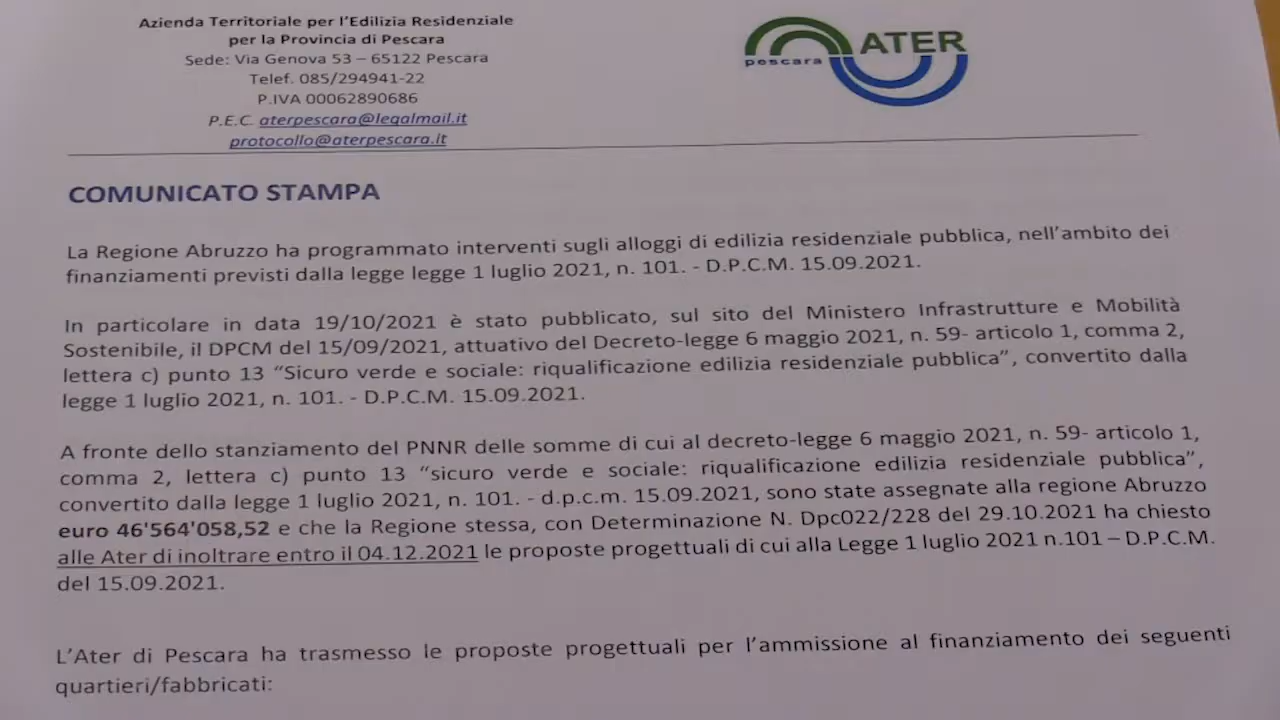 Azienda Territoriale per l'Edilizia Residenziale
per la Provincia di Pescara
Sede: Via Genova 53 – 65122 Pescara
Telef. 085/294941-22
P.IVA 00062890686
P.E.C. aterpescara@legalmail.it
protocollo@aterpescara.it
ATER
pescara
COMUNICATO STAMPA
La Regione Abruzzo ha programmato interventi sugli alloggi di edilizia residenziale pubblica, nell'ambito dei
finanziamenti previsti dalla legge legge 1 luglio 2021, n. 101. - D.P.C.M. 15.09.2021.
In particolare in data 19/10/2021 è stato pubblicato, sul sito del Ministero Infrastrutture e Mobilità
Sostenibile, il DPCM del 15/09/2021, attuativo del Decreto-legge 6 maggio 2021, n. 59- articolo 1, comma 2,
lettera c) punto 13 “Sicuro verde e sociale: riqualificazione edilizia residenziale pubblica”, convertito dalla
legge 1 luglio 2021, n. 101. - D.P.C.M. 15.09.2021.
A fronte dello stanziamento del PNNR delle somme di cui al decreto-legge 6 maggio 2021, n. 59- articolo 1,
comma 2, lettera c) punto 13 “sicuro verde e sociale: riqualificazione edilizia residenziale pubblica”,
convertito dalla legge 1 luglio 2021, n. 101. - d.p.c.m. 15.09.2021, sono state assegnate alla regione Abruzzo
euro 46'564'058,52 e che la Regione stessa, con Determinazione N. Dpc022/228 del 29.10.2021 ha chiesto
alle Ater di inoltrare entro il 04.12.2021 le proposte progettuali di cui alla Legge 1 luglio 2021 n.101 – D.P.C.M.
del 15.09.2021.
L'Ater di Pescara ha trasmesso le proposte progettuali per l'ammissione al finanziamento dei seguenti
quartieri/fabbricati: